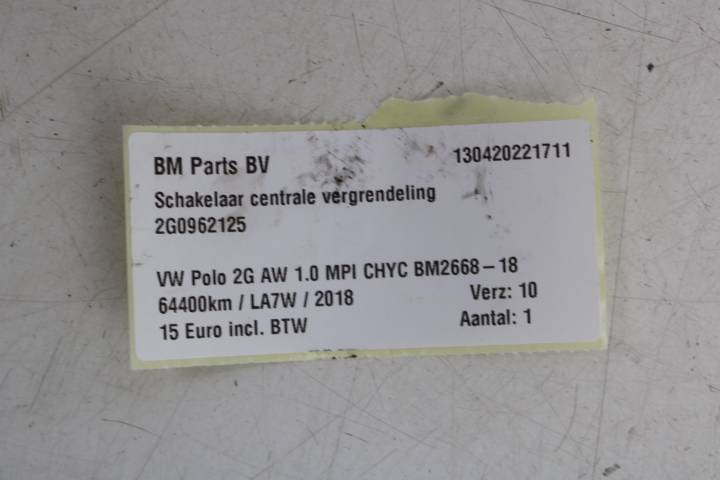 BM Parts BV 130420221711
Schakelaar centrale vergrendeling
2G0962125
VW Polo 2G AW 1.0 MPI CHYC BM2668-18
64400km / LA7W / 2018 Verz: 10
15 Euro incl. BTW Aantal: 1